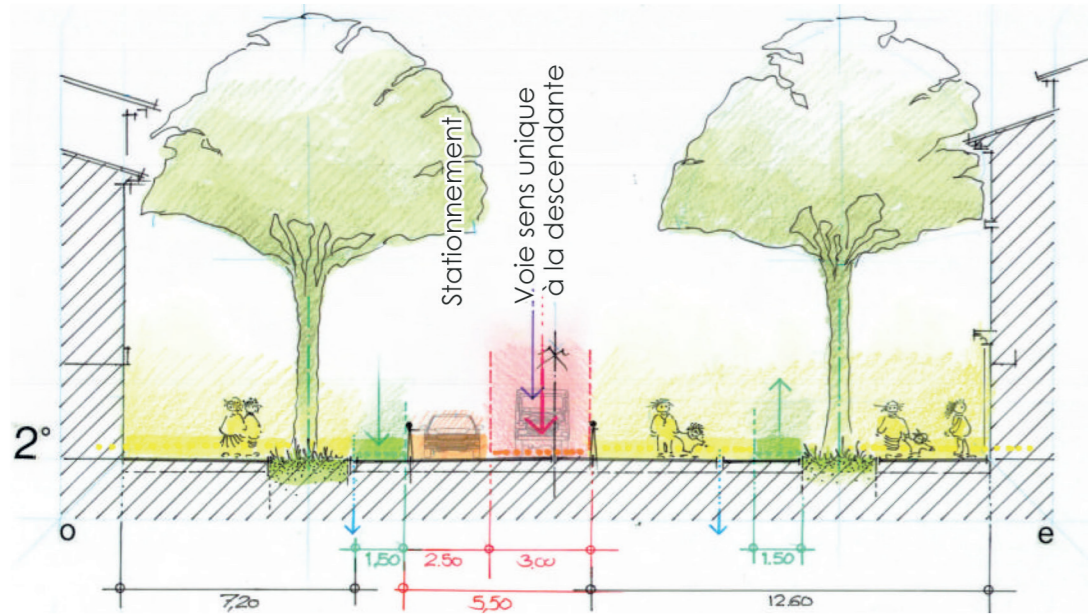 Stationnement
Voie sens unique
à la descendante
2°
o
e
1,50
2.50
3,00
1.50
7,20
5,50
12.60